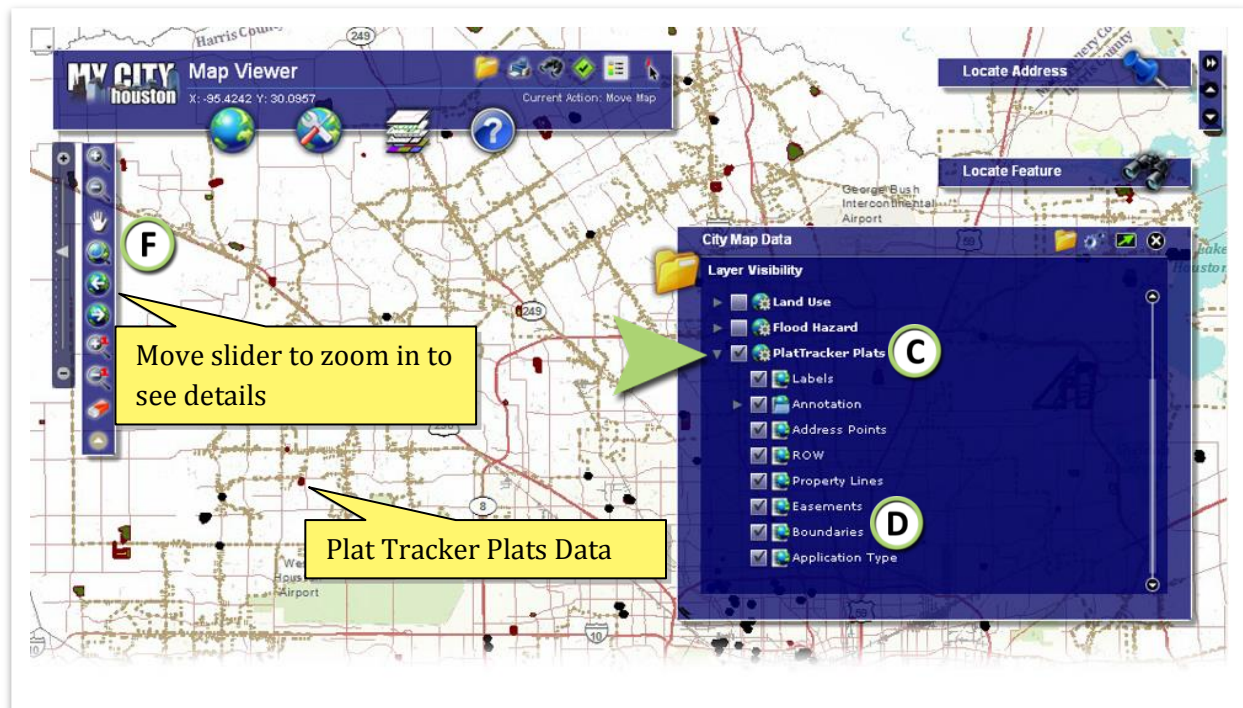 Harris County
249
MY CITY
houston
Map Viewer
X: -95.4242 Y: 30.0957
Current Action: Move Map
Locate Address
Locate Feature
George Bush
Intercontinental
Airport
F
Move slider to zoom in to
see details
249
City Map Data
59
Layer Visibility
Land Use
Flood Hazard
PlatTracker Plats
C
Labels
Annotation
Address Points
ROW
Property Lines
Easements
D
Boundaries
Application Type
8
Plat Tracker Plats Data
Airport
10
59